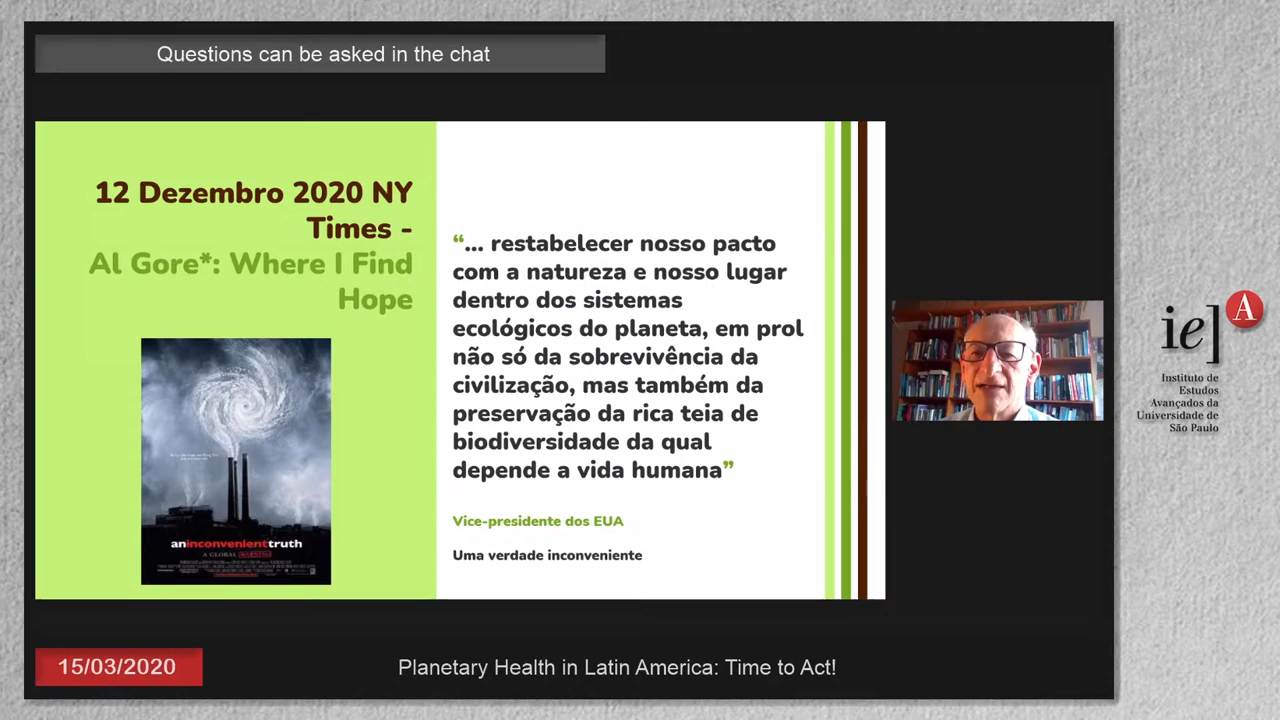 Questions can be asked in the chat
12 Dezembro 2020 NY
Times -
Al Gore*: Where I Find
Hope
“... restabelecer nosso pacto
com a natureza e nosso lugar
dentro dos sistemas
ecológicos do planeta, em prol
não só da sobrevivência da
civilização, mas também da
preservação da rica teia de
biodiversidade da qual
depende a vida humana”
Vice-presidente dos EUA
Uma verdade inconveniente
aninconvenienttruth
A GLOBAL WARNING
iea
Instituto de
Estudos
Avançados da
Universidade de
São Paulo
15/03/2020
Planetary Health in Latin America: Time to Act!